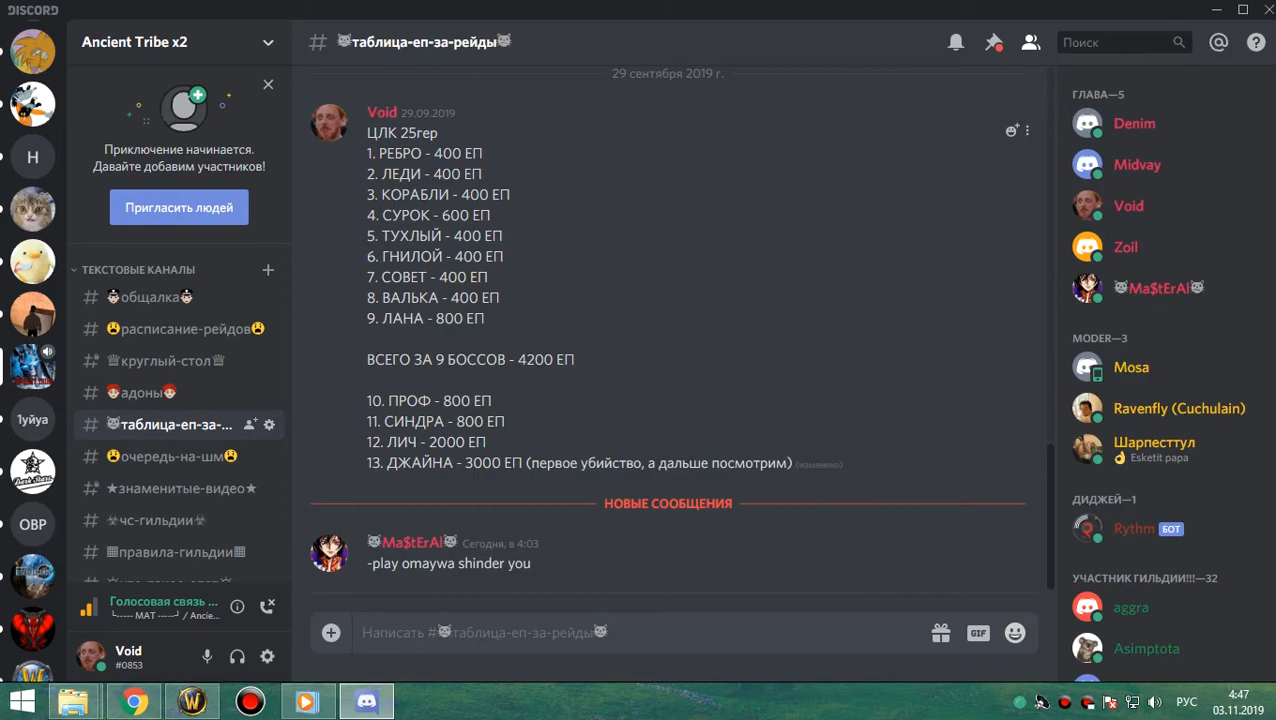 DISCORD
Ancient Tribe x2
Приключение начинается.
Давайте добавим участников!
Пригласить людей
ТЕКСТОВЫЕ КАНАЛЫ
общалка
расписание-рейдов
круглый-стол
адоны
таблица-еп-за-...
очередь-на-шм
★знаменитые-видео★
чс-гильдии
правила-гильдии
Голосовая связь ...
└----- МАТ -----┘/ Ancie...
Void
#0853
Н
1уйуа
ОВР
# таблица-еп-за-рейды
Поиск
29 сентября 2019 г.
Void 29.09.2019
ЦЛК 25гер
1. РЕБРО - 400 ЕП
2. ЛЕДИ - 400 ЕП
3. КОРАБЛИ - 400 ЕП
4. СУРОК - 600 ЕП
5. ТУХЛЫЙ - 400 ЕП
6. ГНИЛОЙ - 400 ЕП
7. СОВЕТ - 400 ЕП
8. ВАЛЬКА - 400 ЕП
9. ЛАНА - 800 ЕП
ВСЕГО ЗА 9 БОССОВ - 4200 ЕП
10. ПРОФ - 800 ЕП
11. СИНДРА - 800 ЕП
12. ЛИЧ - 2000 ЕП
13. ДЖАЙНА - 3000 ЕП (первое убийство, а дальше посмотрим) (изменено)
НОВЫЕ СООБЩЕНИЯ
Ma$tErAl Сегодня, в 4:03
-play omaywa shinder you
Написать #таблица-еп-за-рейды
GIF
ГЛАВА—5
Denim
Midvay
Void
Zoil
Ma$tErAl
MODER—3
Mosa
Ravenfly (Cuchulain)
Шарпесттул
Esketit papa
ДИДЖЕЙ—1
Rythm БОТ
УЧАСТНИК ГИЛЬДИИ!!!—32
aggra
Asimptota
РУС
4:47
03.11.2019